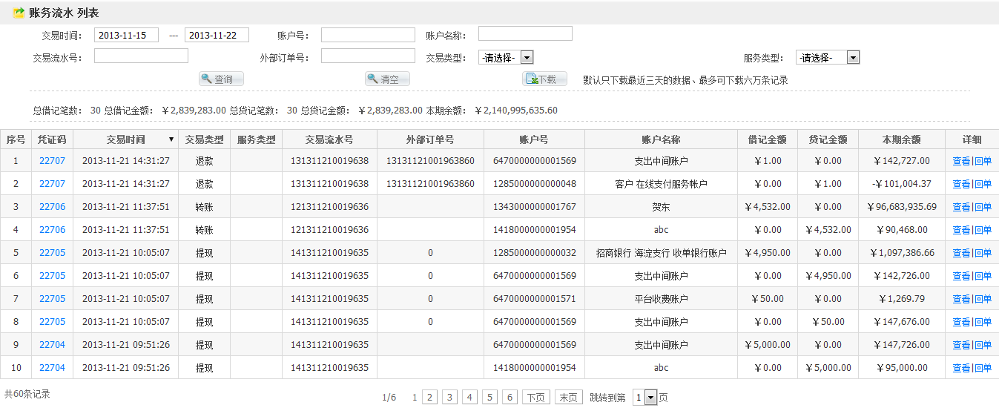 账务流水 列表
交易时间： 2013-11-15 --- 2013-11-22 账户号： 账户名称：
交易流水号： 外部订单号： 交易类型： -请选择- 服务类型： -请选择-
查询 清空 下载 默认只下载最近三天的数据、最多可下载六万条记录
总借记笔数： 30 总借记金额： ￥2,839,283.00 总贷记笔数： 30 总贷记金额： ￥2,839,283.00 本期余额： ￥2,140,995,635.60
序号 凭证码 交易时间 ▼ 交易类型 服务类型 交易流水号 外部订单号 账户号 账户名称 借记金额 贷记金额 本期余额 详细
1 22707 2013-11-21 14:31:27 退款 131311210019638 13131121001963860 6470000000001569 支出中间账户 ￥1.00 ￥0.00 ￥142,727.00 查看|回单
2 22707 2013-11-21 14:31:27 退款 131311210019638 13131121001963860 1285000000000048 客户 在线支付服务帐户 ￥0.00 ￥1.00 -￥101,004.37 查看|回单
3 22706 2013-11-21 11:37:51 转账 121311210019636 1343000000001767 贺东 ￥4,532.00 ￥0.00 ￥96,683,935.69 查看|回单
4 22706 2013-11-21 11:37:51 转账 121311210019636 1418000000001954 abc ￥0.00 ￥4,532.00 ￥90,468.00 查看|回单
5 22705 2013-11-21 10:05:07 提现 141311210019635 0 1285000000000032 招商银行 海淀支行 收单银行账户 ￥4,950.00 ￥0.00 ￥1,097,386.66 查看|回单
6 22705 2013-11-21 10:05:07 提现 141311210019635 0 6470000000001569 支出中间账户 ￥0.00 ￥4,950.00 ￥142,726.00 查看|回单
7 22705 2013-11-21 10:05:07 提现 141311210019635 0 6470000000001571 平台收费账户 ￥50.00 ￥0.00 ￥1,269.79 查看|回单
8 22705 2013-11-21 10:05:07 提现 141311210019635 0 6470000000001569 支出中间账户 ￥0.00 ￥50.00 ￥147,676.00 查看|回单
9 22704 2013-11-21 09:51:26 提现 141311210019635 6470000000001569 支出中间账户 ￥5,000.00 ￥0.00 ￥147,726.00 查看|回单
10 22704 2013-11-21 09:51:26 提现 141311210019635 1418000000001954 abc ￥0.00 ￥5,000.00 ￥95,000.00 查看|回单
共60条记录 1/6 1 2 3 4 5 6 下页 末页 跳转到第 1 页